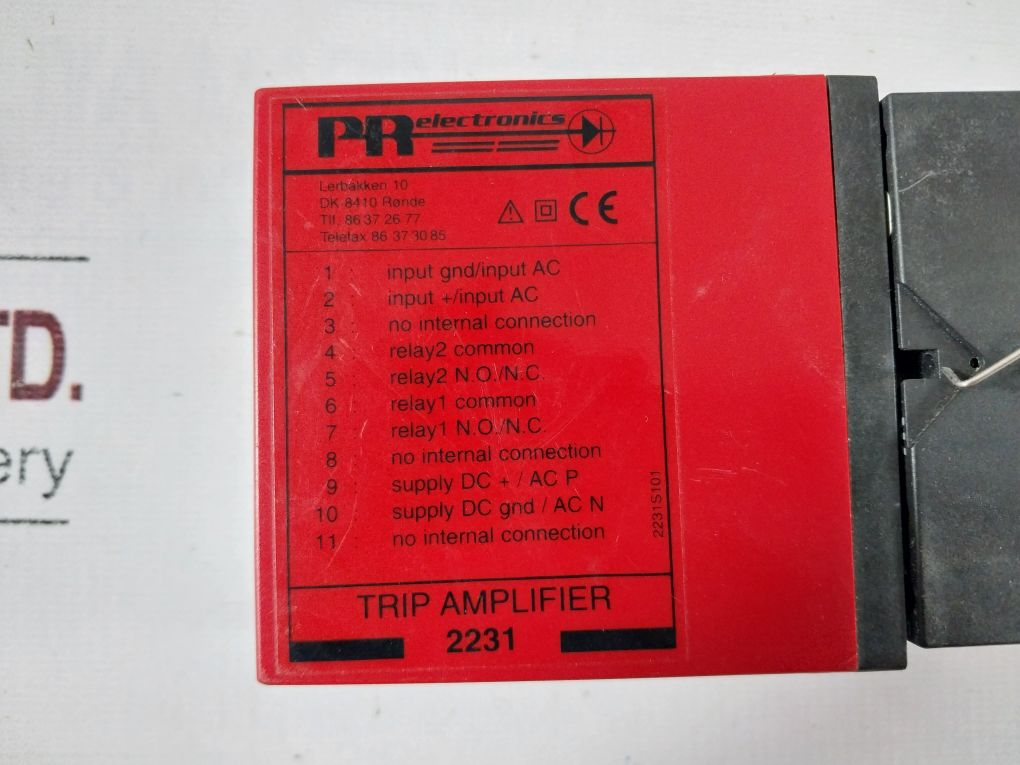 PR electronics
Lerbakken 10
DK-8410 Rønde
Tlf. 86 37 26 77
Telefax 86 37 30 85
CE
1 : input gnd/input AC
2 : input +/input AC
3 : no internal connection
4 : relay2 common
5 : relay2 N.O./N.C.
6 : relay1 common
7 : relay1 N.O./N.C.
8 : no internal connection
9 : supply DC + / AC P
10 : supply DC gnd / AC N
11 : no internal connection
2231S101
TRIP AMPLIFIER
2231
TD.
ery